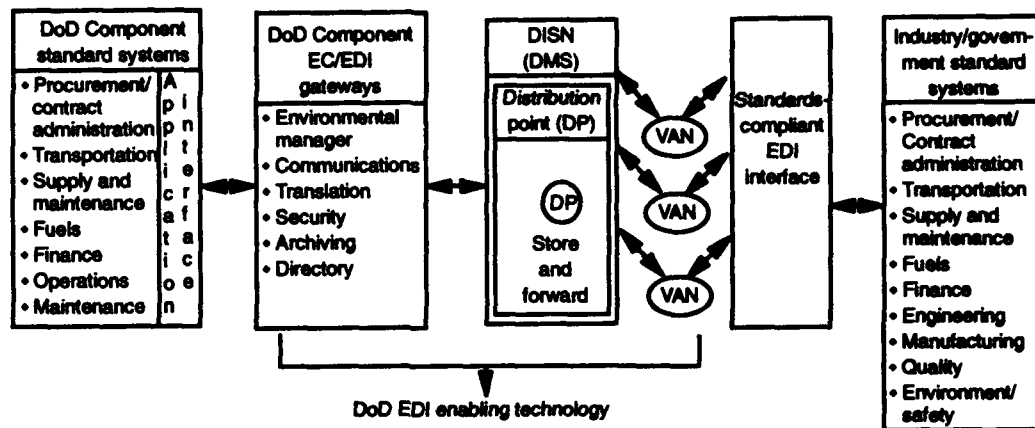 DoD Component
standard systems
• Procurement/
contract
administration
• Transportation
• Supply and
maintenance
• Fuels
• Finance
• Operations
• Maintenance
Application
interface
DoD Component
EC/EDI
gateways
• Environmental
manager
• Communications
• Translation
• Security
• Archiving
• Directory
DISN
(DMS)
Distribution
point (DP)
DP
Store
and
forward
VAN
VAN
VAN
Standards-
compliant
EDI
interface
Industry/govern-
ment standard
systems
• Procurement/
Contract
administration
• Transportation
• Supply and
maintenance
• Fuels
• Finance
• Engineering
• Manufacturing
• Quality
• Environment/
safety
DoD EDI enabling technology